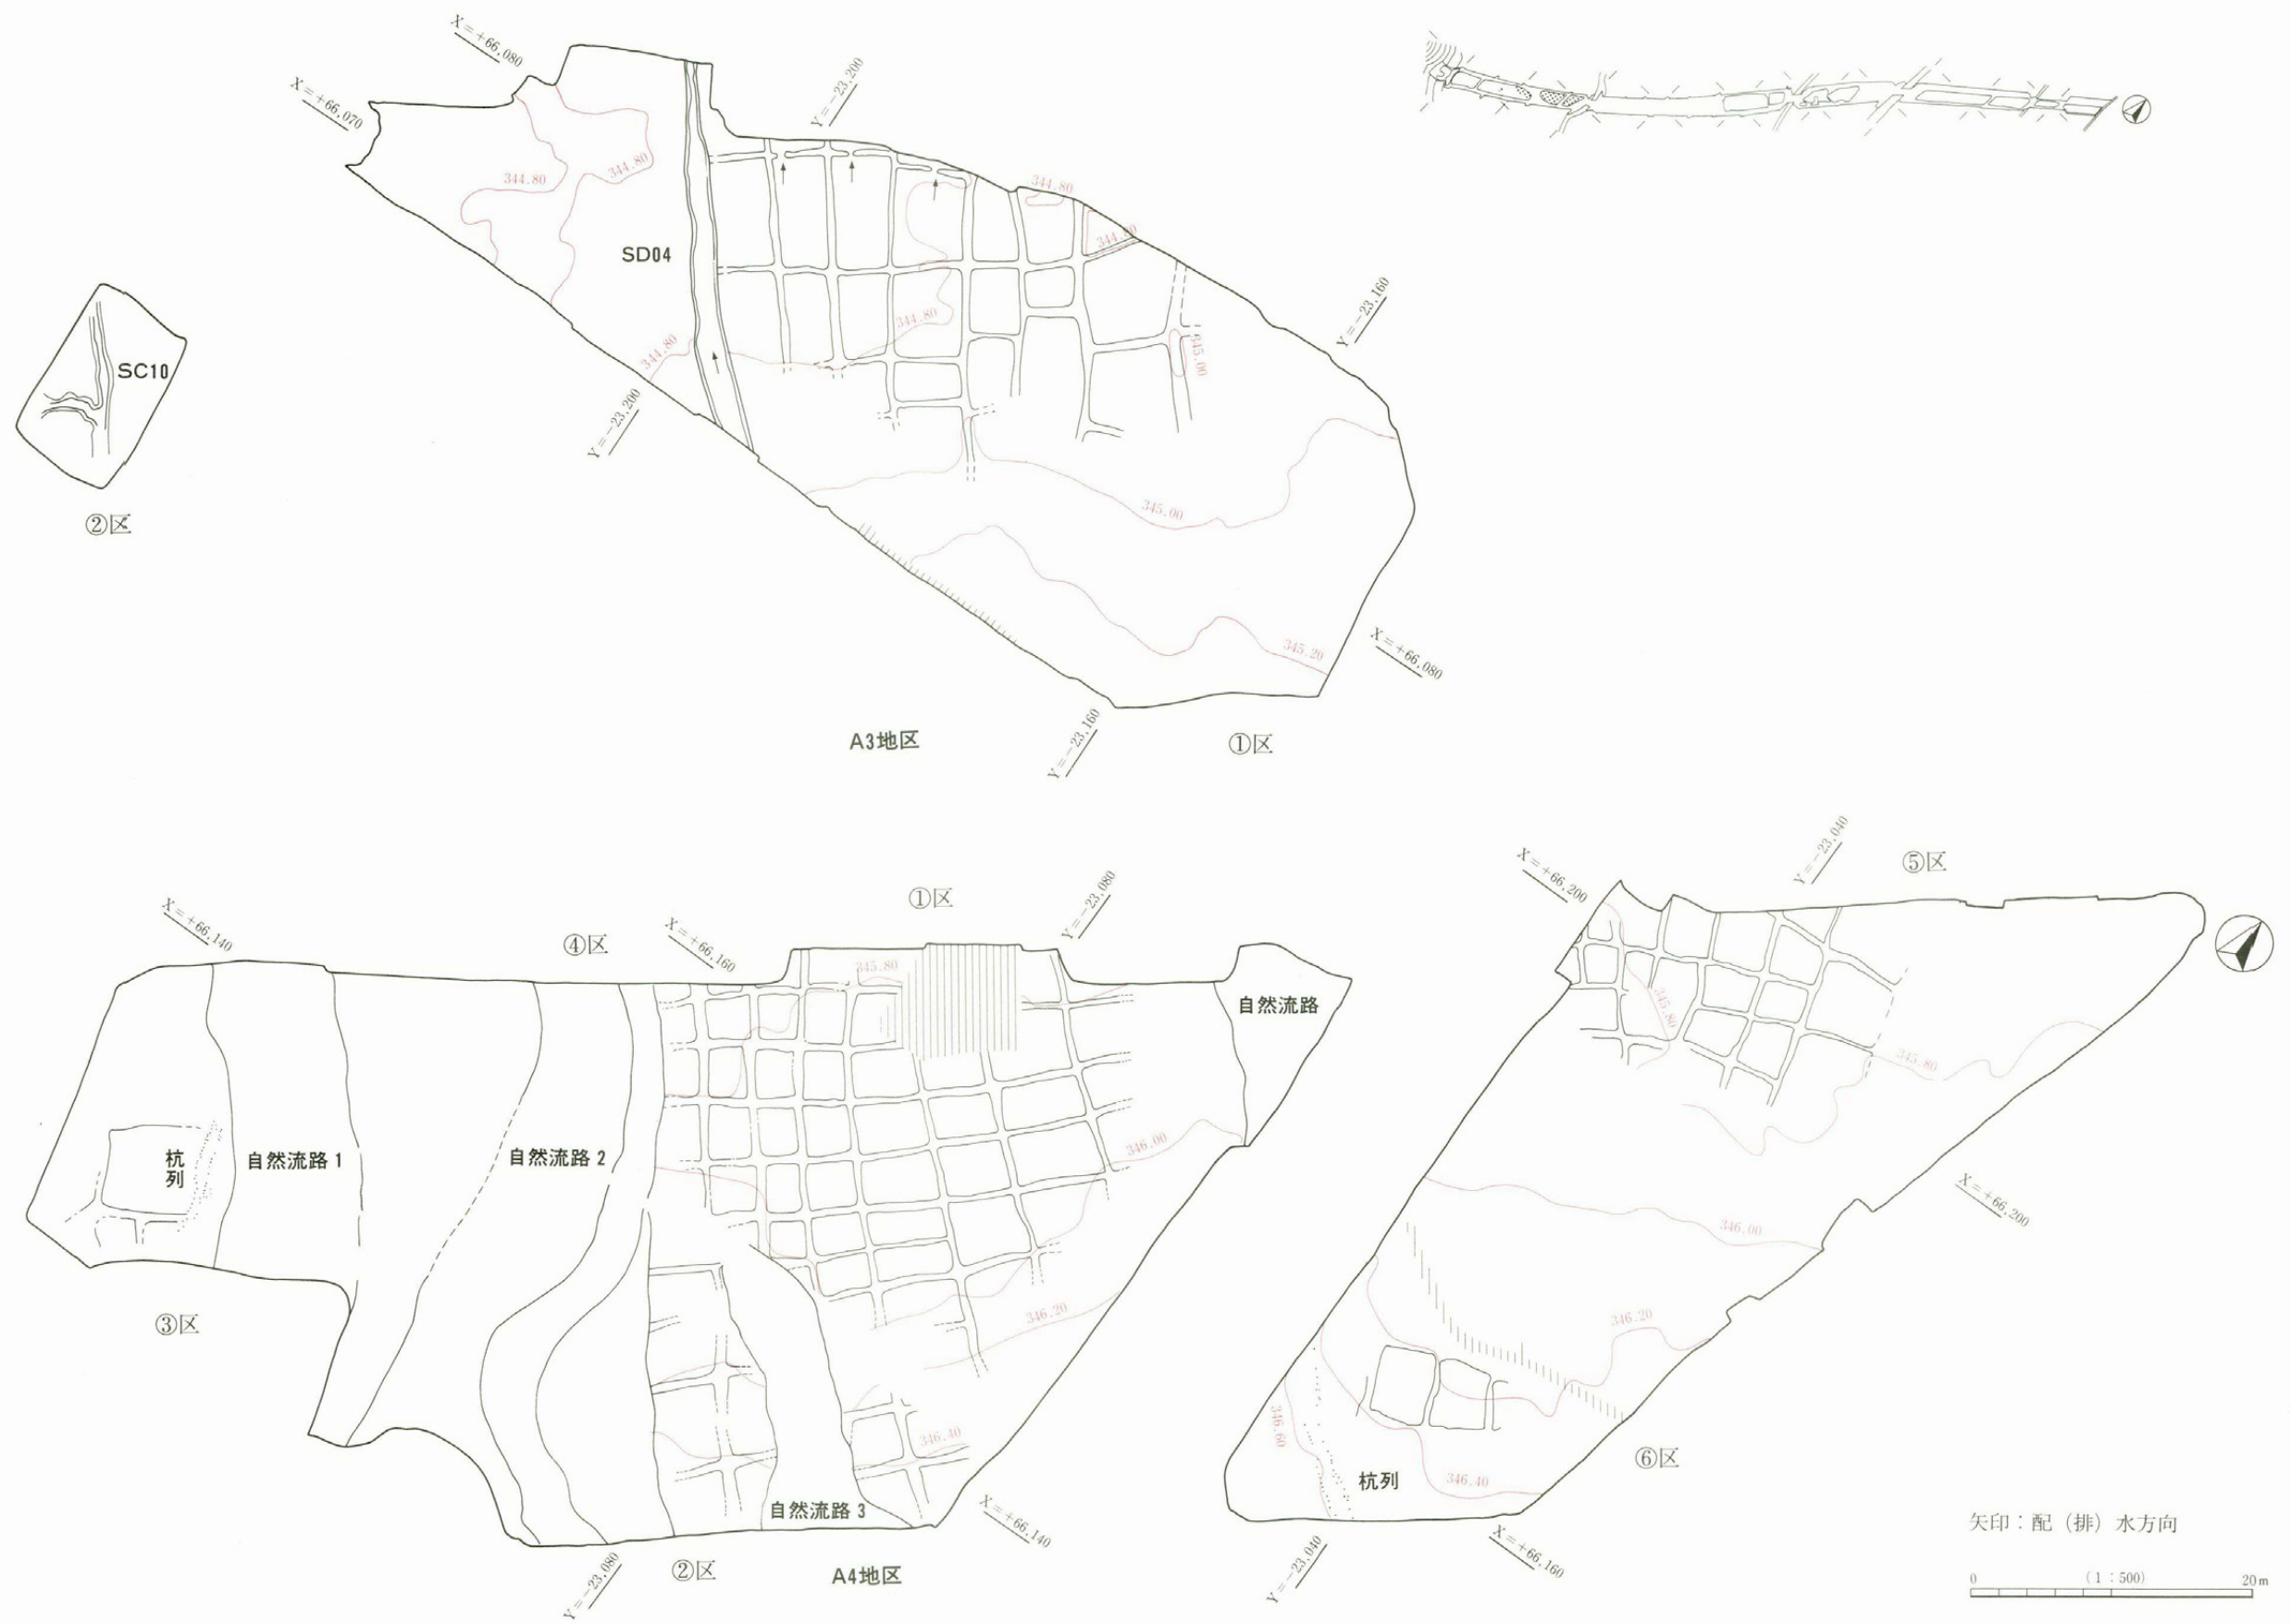 X=+66,080
X=+66,070
Y=−23,200
344.80
344.80
344.80
344.80
SD04
344.80
344.80
Y=−23,160
345.00
SC10
Y=−23,200
②区
345.00
345.20
X=+66,080
A3地区
①区
Y=−23,160
①区
④区
⑤区
X=+66,140
X=+66,160
Y=−23,080
X=+66,200
Y=−23,040
345.80
自然流路
345.80
345.80
杭列
自然流路 1
自然流路 2
346.00
X=+66,200
346.00
③区
346.20
346.20
346.40
346.60
346.40
杭列
⑥区
自然流路 3
X=+66,140
X=+66,160
Y=−23,080
②区
A4地区
Y=−23,040
矢印：配（排）水方向
0 （1：500） 20m